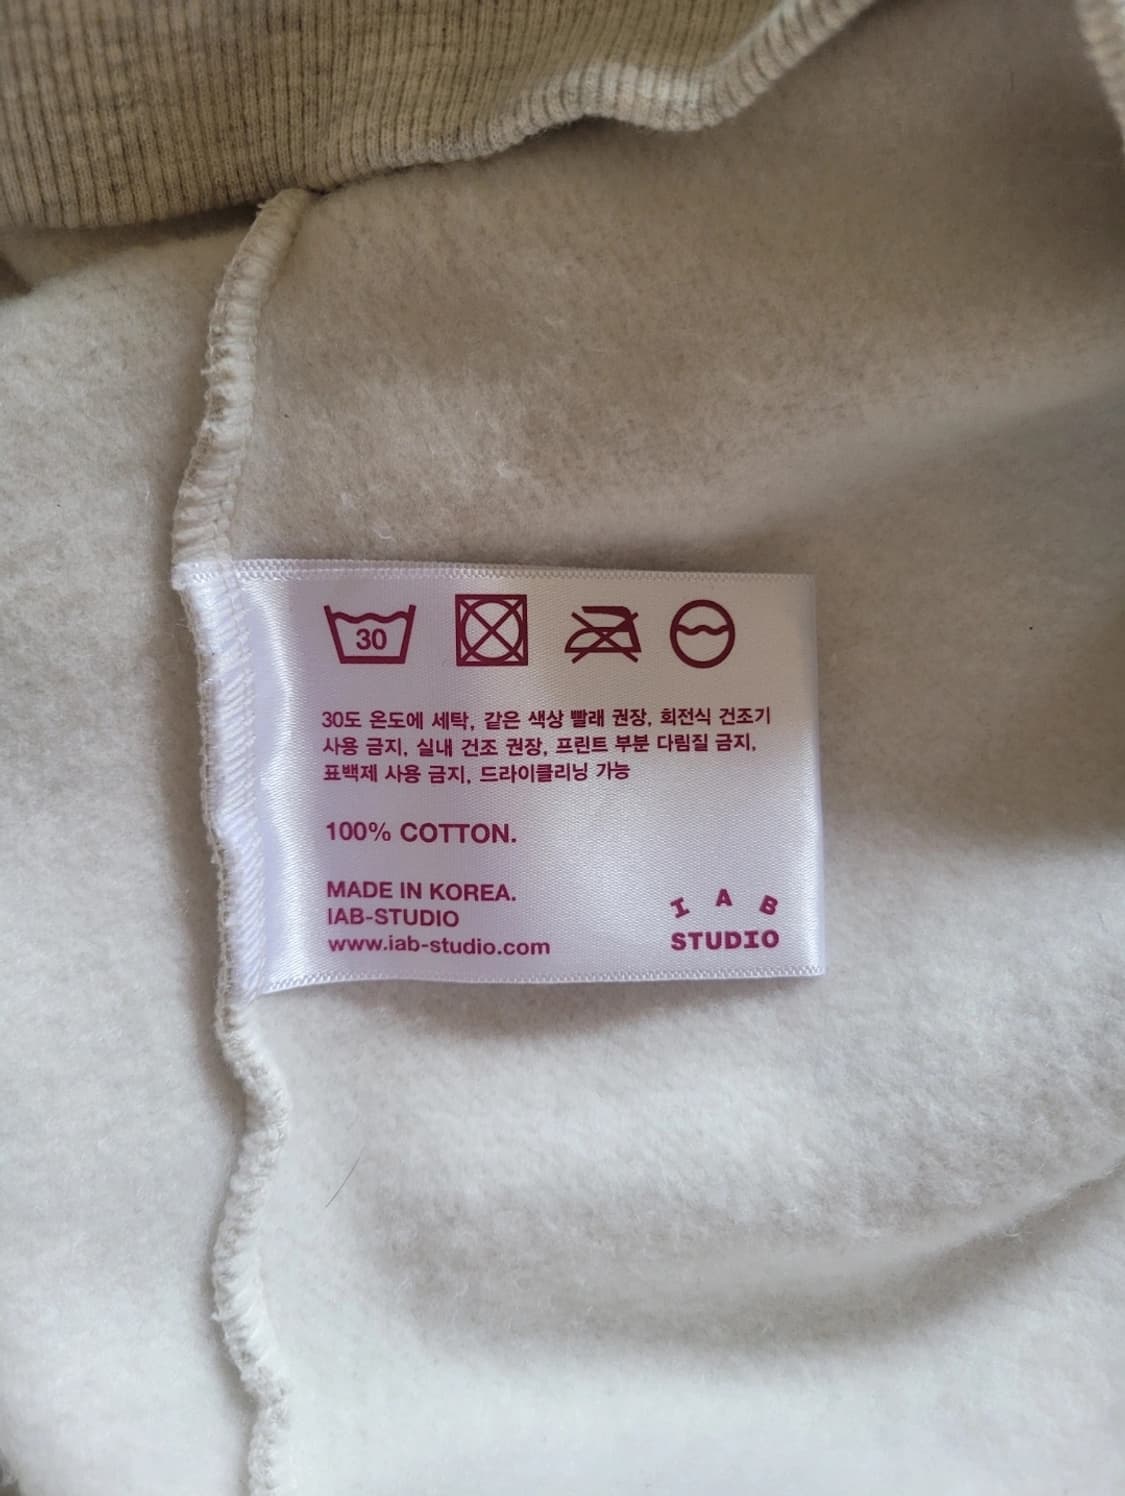 30
30도 온도에 세탁, 같은 색상 빨래 권장, 회전식 건조기
사용 금지, 실내 건조 권장, 프린트 부분 다림질 금지,
표백제 사용 금지, 드라이클리닝 가능
100% COTTON.
MADE IN KOREA.
IAB-STUDIO
www.iab-studio.com
I A B
STUDIO